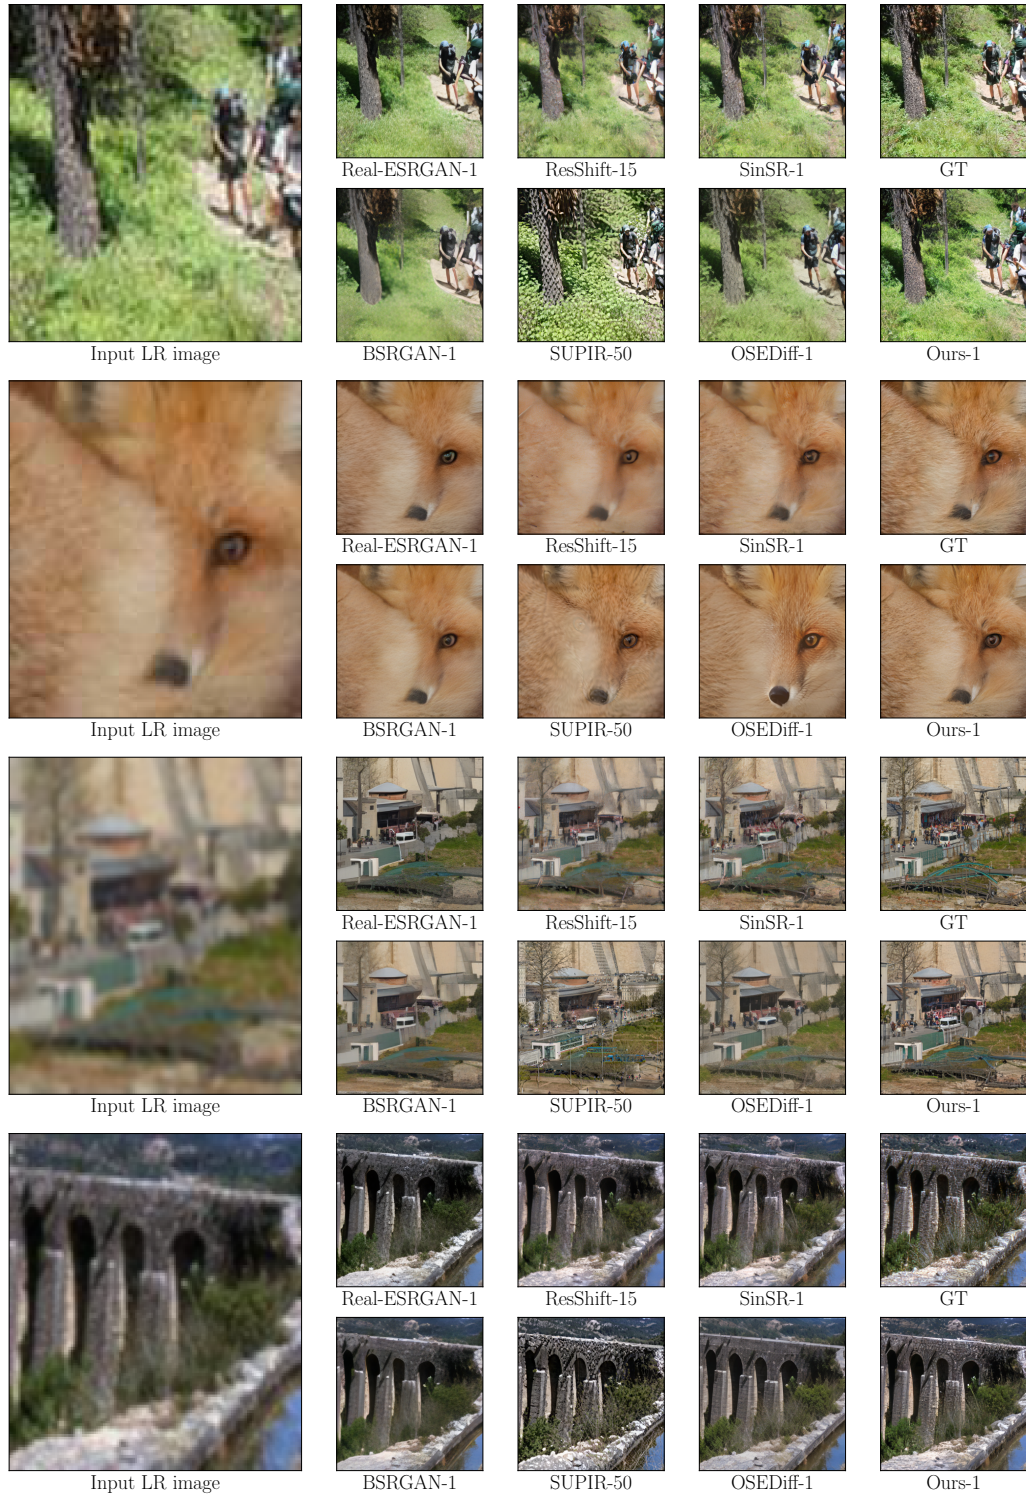 Real-ESRGAN-1 ResShift-15 SinSR-1 GT
Input LR image BSRGAN-1 SUPIR-50 OSEDiff-1 Ours-1
Real-ESRGAN-1 ResShift-15 SinSR-1 GT
Input LR image BSRGAN-1 SUPIR-50 OSEDiff-1 Ours-1
Real-ESRGAN-1 ResShift-15 SinSR-1 GT
Input LR image BSRGAN-1 SUPIR-50 OSEDiff-1 Ours-1
Real-ESRGAN-1 ResShift-15 SinSR-1 GT
Input LR image BSRGAN-1 SUPIR-50 OSEDiff-1 Ours-1